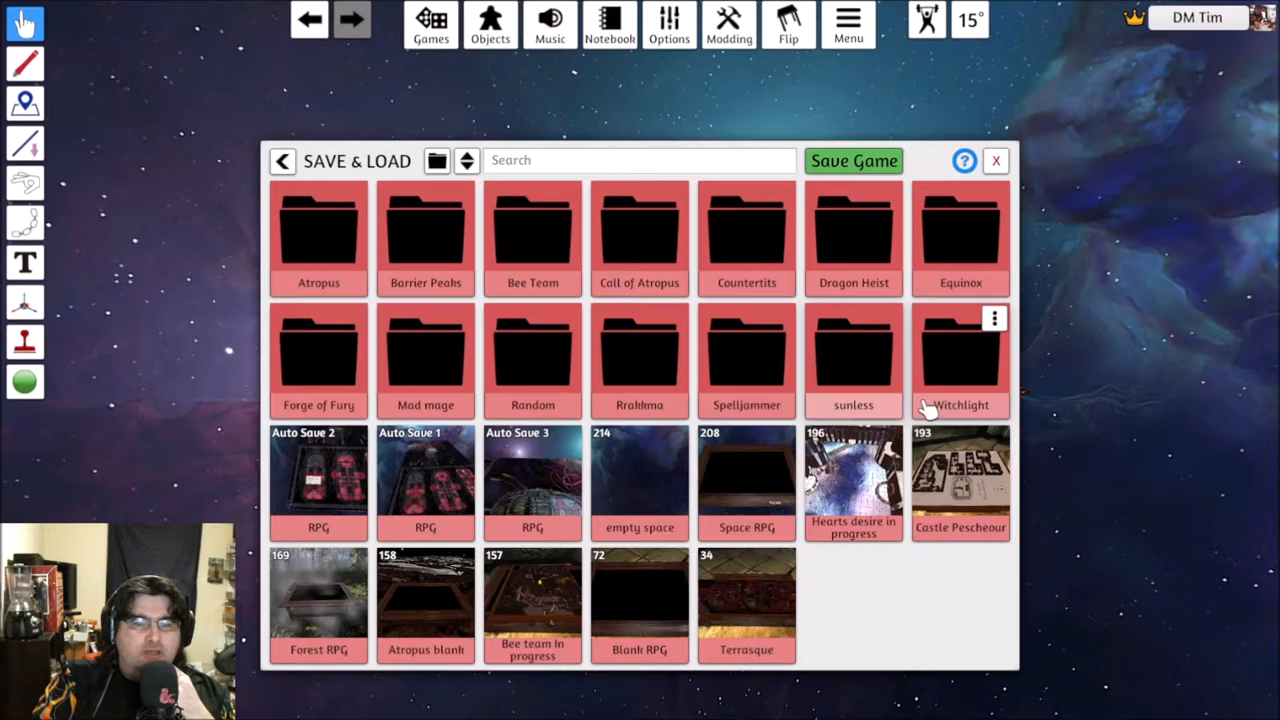 Games
Objects
Music
Notebook
Options
Modding
Flip
Menu
15°
DM Tim
SAVE & LOAD
Search
Save Game
?
X
Atropus
Barrier Peaks
Bee Team
Call of Atropus
Countertits
Dragon Heist
Equinox
Forge of Fury
Mad mage
Random
Rrakkma
Spelljammer
sunless
Witchlight
Auto Save 2
Auto Save 1
Auto Save 3
214
208
196
193
RPG
RPG
RPG
empty space
Space RPG
Hearts desire in
progress
Castle Pescheour
169
158
157
72
34
Forest RPG
Atropus blank
Bee team In
progress
Blank RPG
Terrasque
T